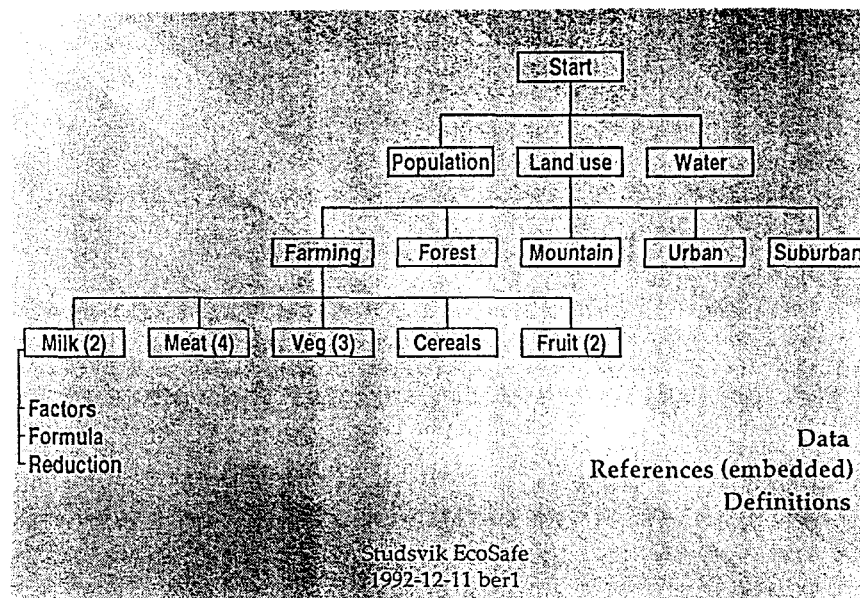 Start
Population Land use Water
Farming Forest Mountain Urban Suburban
Milk (2) Meat (4) Veg (3) Cereals Fruit (2)
Factors
Formula
Reduction
Data
References (embedded)
Definitions
Studsvik EcoSafe
1992-12-11 ber1